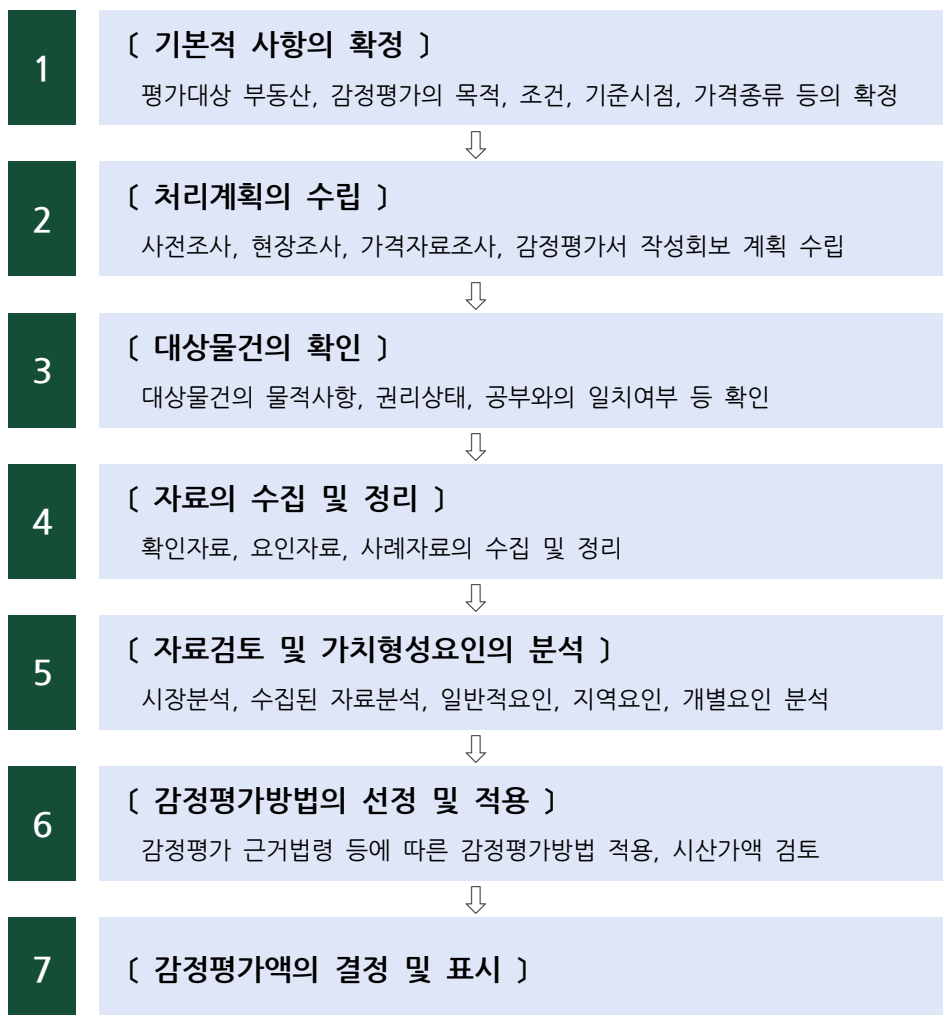 1
〔 기본적 사항의 확정 〕
평가대상 부동산, 감정평가의 목적, 조건, 기준시점, 가격종류 등의 확정
2
〔 처리계획의 수립 〕
사전조사, 현장조사, 가격자료조사, 감정평가서 작성회보 계획 수립
3
〔 대상물건의 확인 〕
대상물건의 물적사항, 권리상태, 공부와의 일치여부 등 확인
4
〔 자료의 수집 및 정리 〕
확인자료, 요인자료, 사례자료의 수집 및 정리
5
〔 자료검토 및 가치형성요인의 분석 〕
시장분석, 수집된 자료분석, 일반적요인, 지역요인, 개별요인 분석
6
〔 감정평가방법의 선정 및 적용 〕
감정평가 근거법령 등에 따른 감정평가방법 적용, 시산가액 검토
7
〔 감정평가액의 결정 및 표시 〕